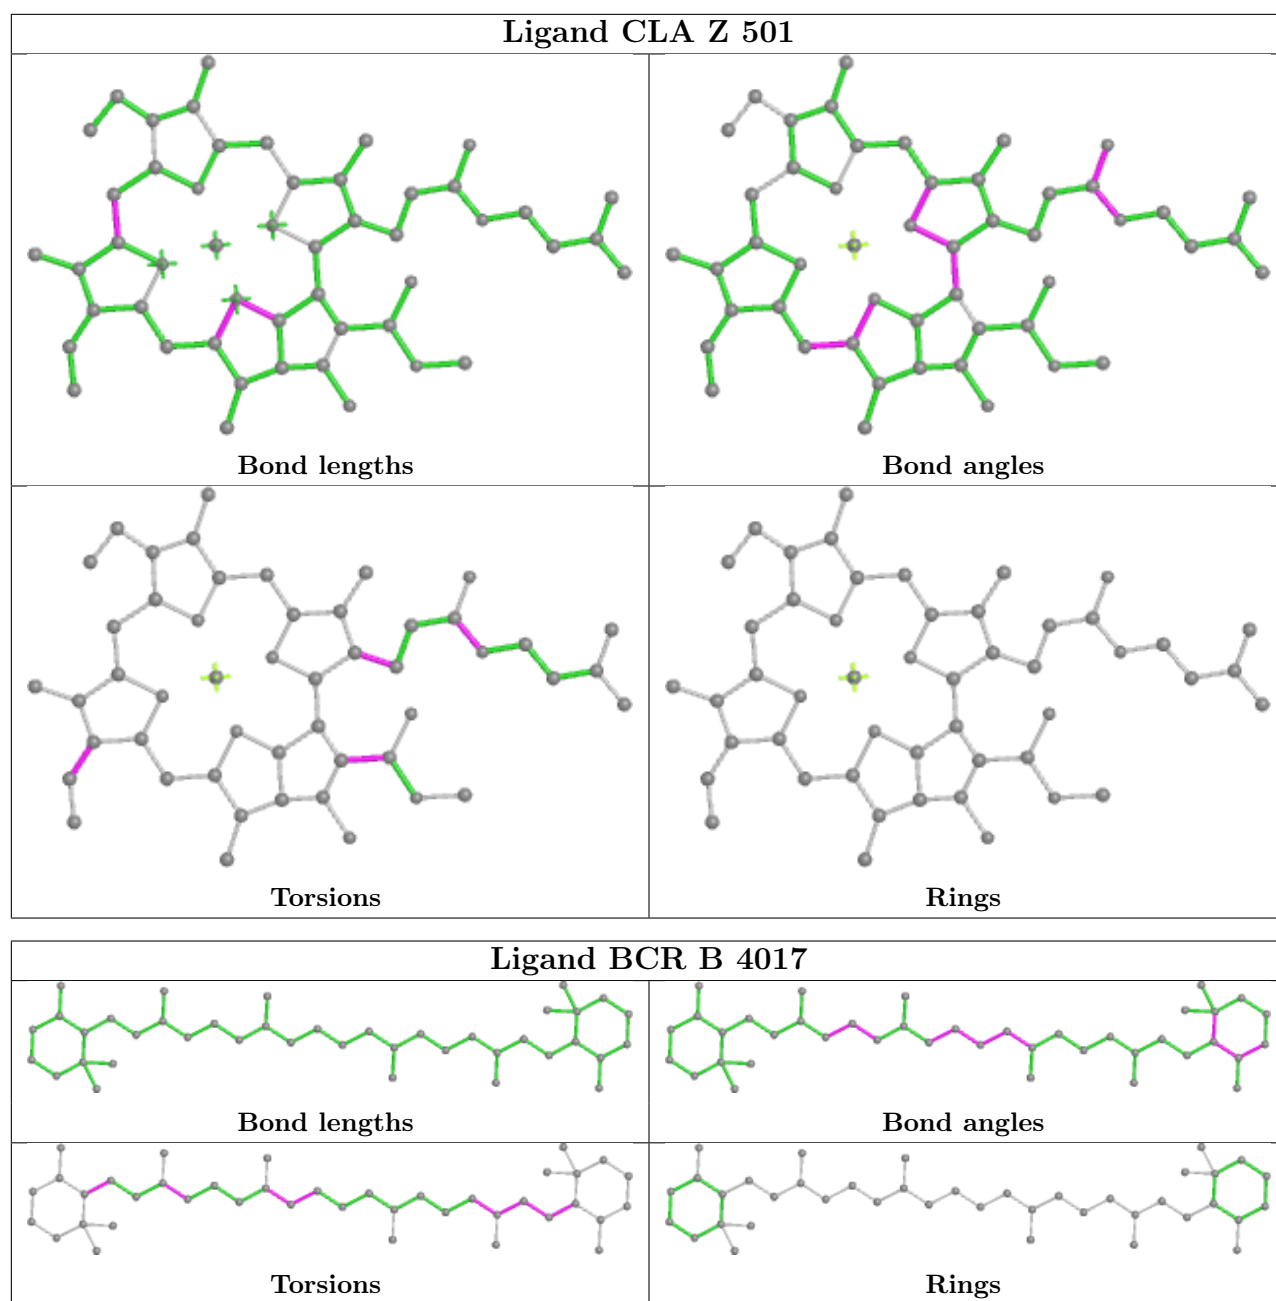 Ligand CLA Z 501
Bond lengths
Bond angles
Torsions
Rings
Ligand BCR B 4017
Bond lengths
Bond angles
Torsions
Rings